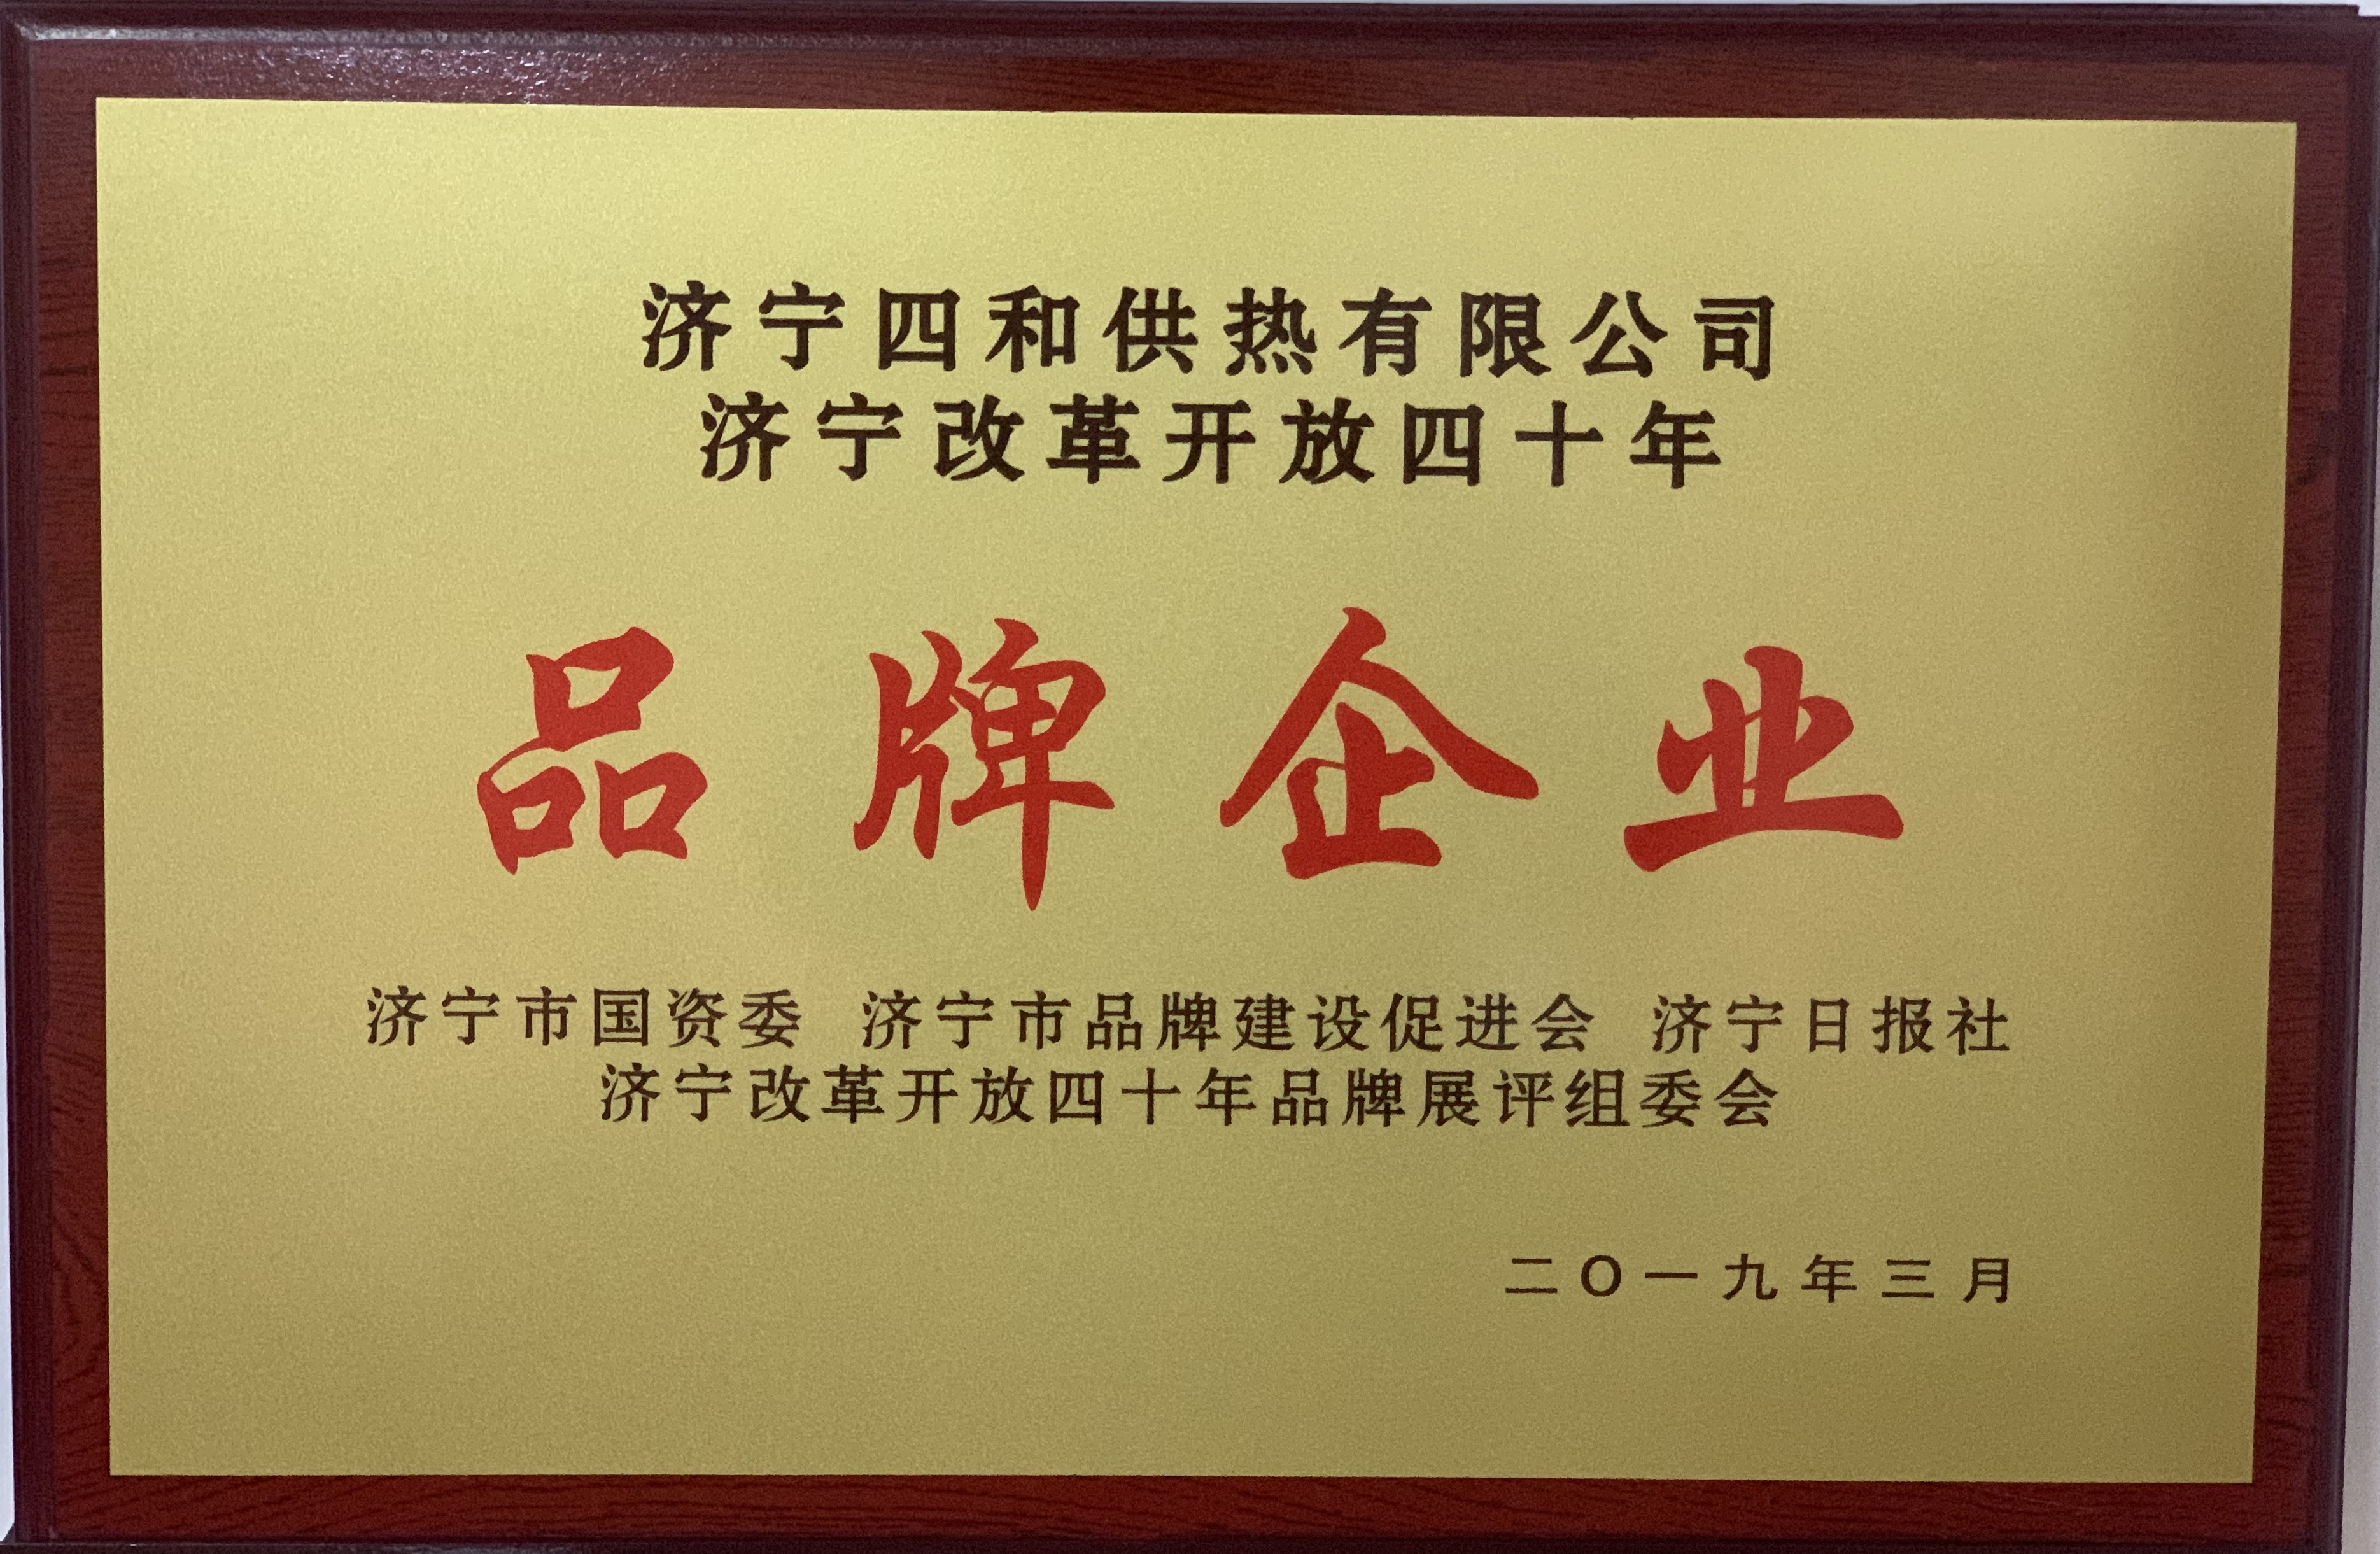 济宁四和供热有限公司
济宁改革开放四十年
品牌企业
济宁市国资委 济宁市品牌建设促进会 济宁日报社
济宁改革开放四十年品牌展评组委会
二〇一九年三月